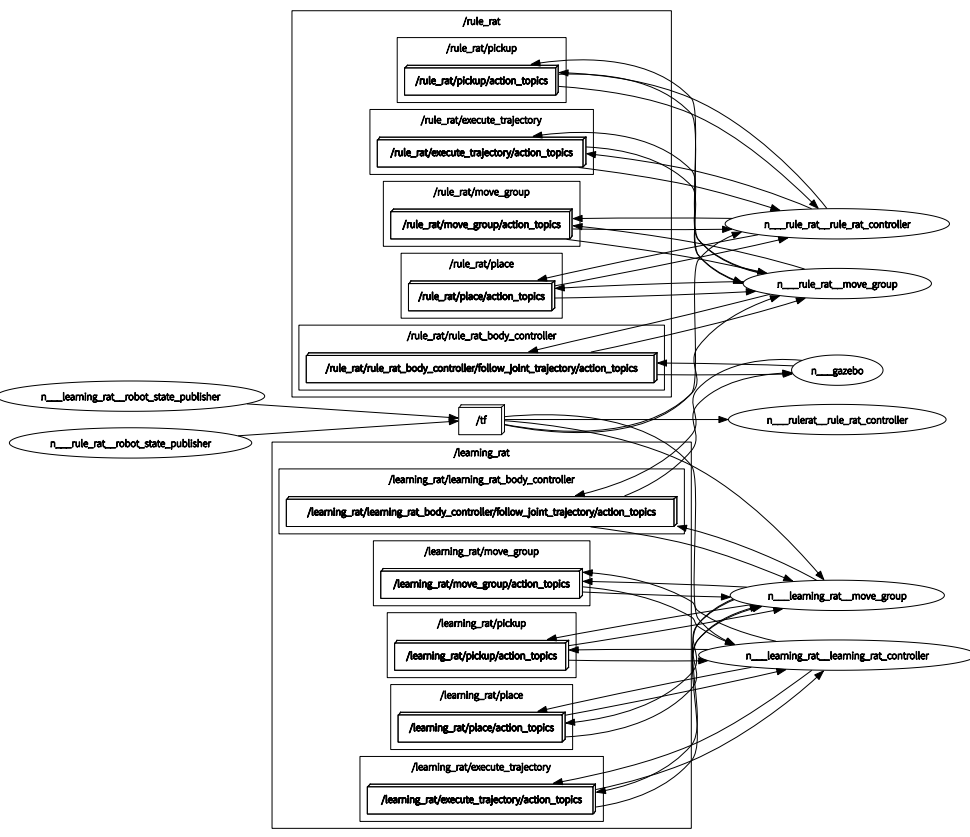 /rule_rat
/rule_rat/pickup
/rule_rat/pickup/action_topics
/rule_rat/execute_trajectory
/rule_rat/execute_trajectory/action_topics
/rule_rat/move_group
/rule_rat/move_group/action_topics
n___rule_rat__rule_rat_controller
/rule_rat/place
/rule_rat/place/action_topics
n___rule_rat__move_group
/rule_rat/rule_rat_body_controller
/rule_rat/rule_rat_body_controller/follow_joint_trajectory/action_topics
n___gazebo
n___learning_rat__robot_state_publisher
/tf
n___rulerat__rule_rat_controller
n___rule_rat__robot_state_publisher
/learning_rat
/learning_rat/learning_rat_body_controller
/learning_rat/learning_rat_body_controller/follow_joint_trajectory/action_topics
/learning_rat/move_group
/learning_rat/move_group/action_topics
n___learning_rat__move_group
/learning_rat/pickup
/learning_rat/pickup/action_topics
n___learning_rat__learning_rat_controller
/learning_rat/place
/learning_rat/place/action_topics
/learning_rat/execute_trajectory
/learning_rat/execute_trajectory/action_topics